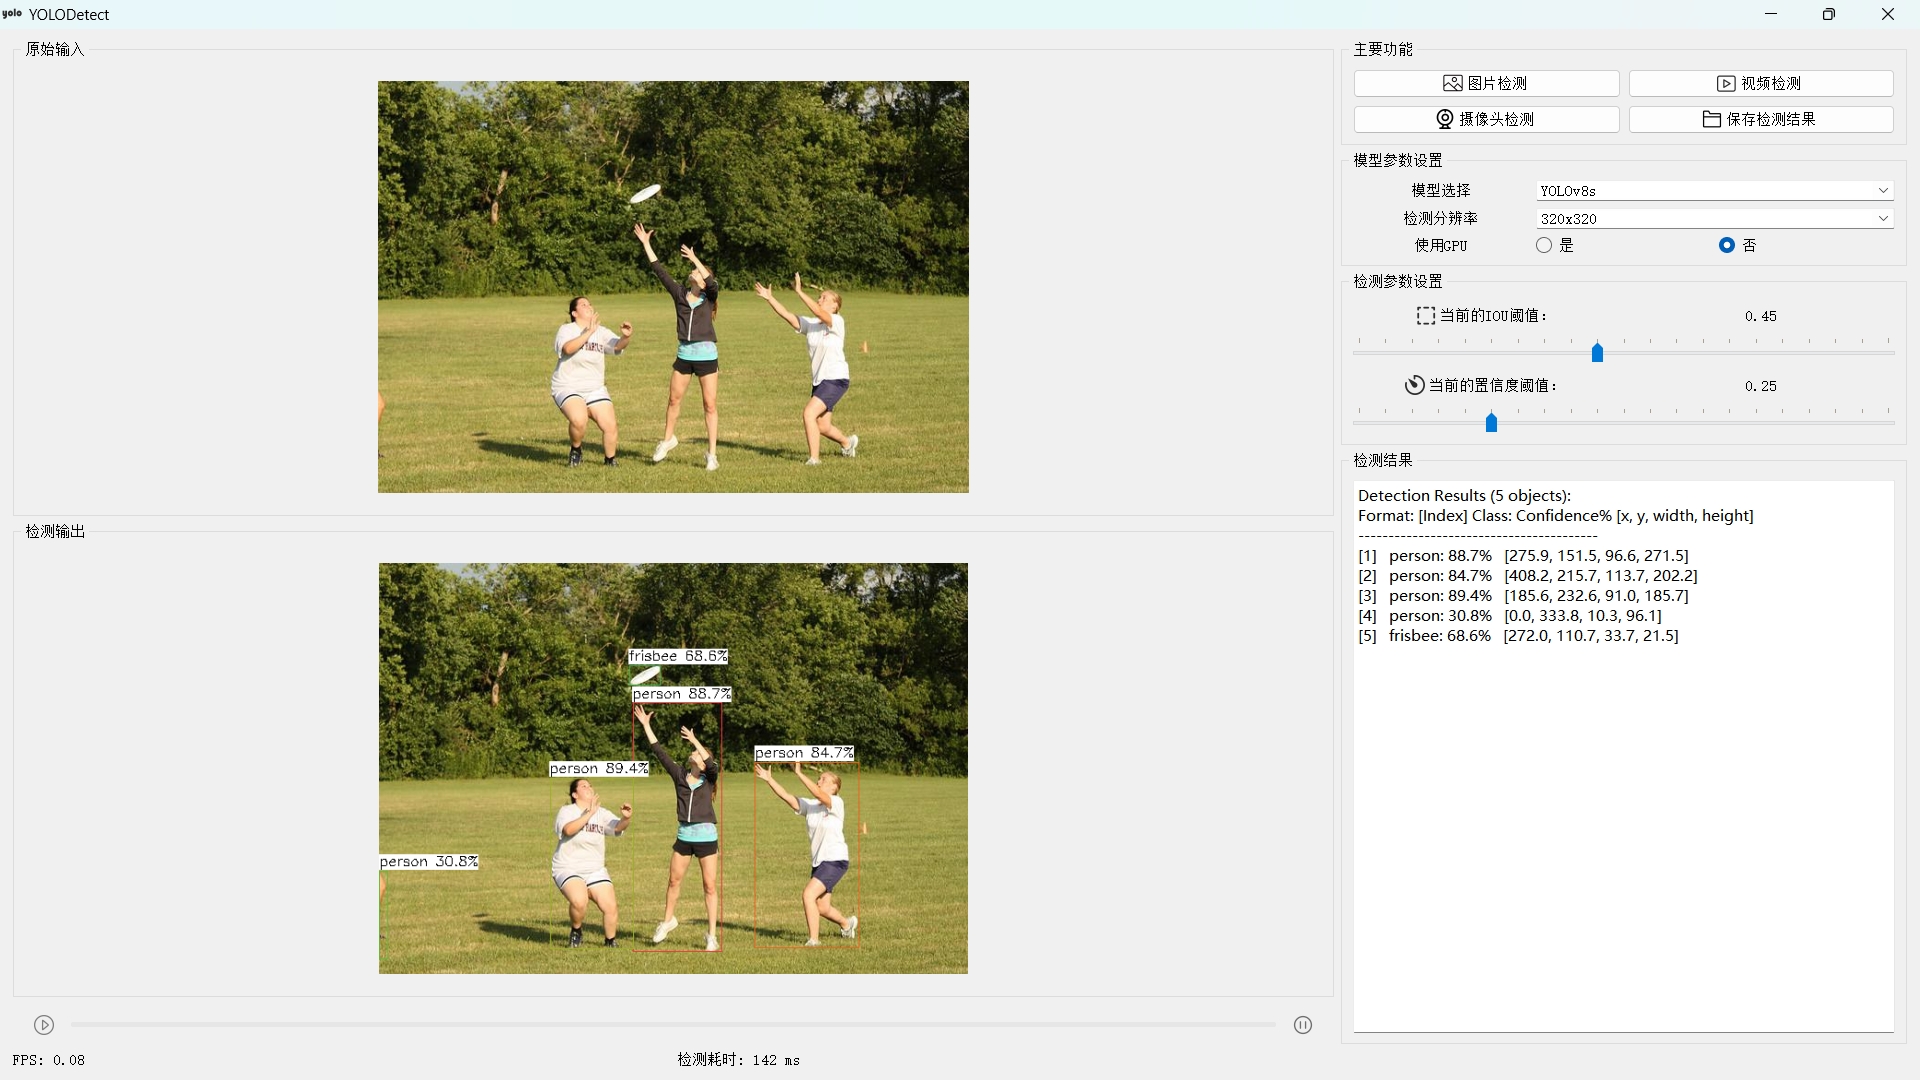 yolo YOLODetect
原始输入
检测输出
frisbee 68.6%
person 88.7%
person 84.7%
person 89.4%
person 30.8%
FPS: 0.08
检测耗时: 142 ms
主要功能
图片检测
视频检测
摄像头检测
保存检测结果
模型参数设置
模型选择 YOLOv8s
检测分辨率 320x320
使用GPU 是 否
检测参数设置
当前的IOU阈值: 0.45
当前的置信度阈值: 0.25
检测结果
Detection Results (5 objects):
Format: [Index] Class: Confidence% [x, y, width, height]
----------------------------------------
[1] person: 88.7% [275.9, 151.5, 96.6, 271.5]
[2] person: 84.7% [408.2, 215.7, 113.7, 202.2]
[3] person: 89.4% [185.6, 232.6, 91.0, 185.7]
[4] person: 30.8% [0.0, 333.8, 10.3, 96.1]
[5] frisbee: 68.6% [272.0, 110.7, 33.7, 21.5]